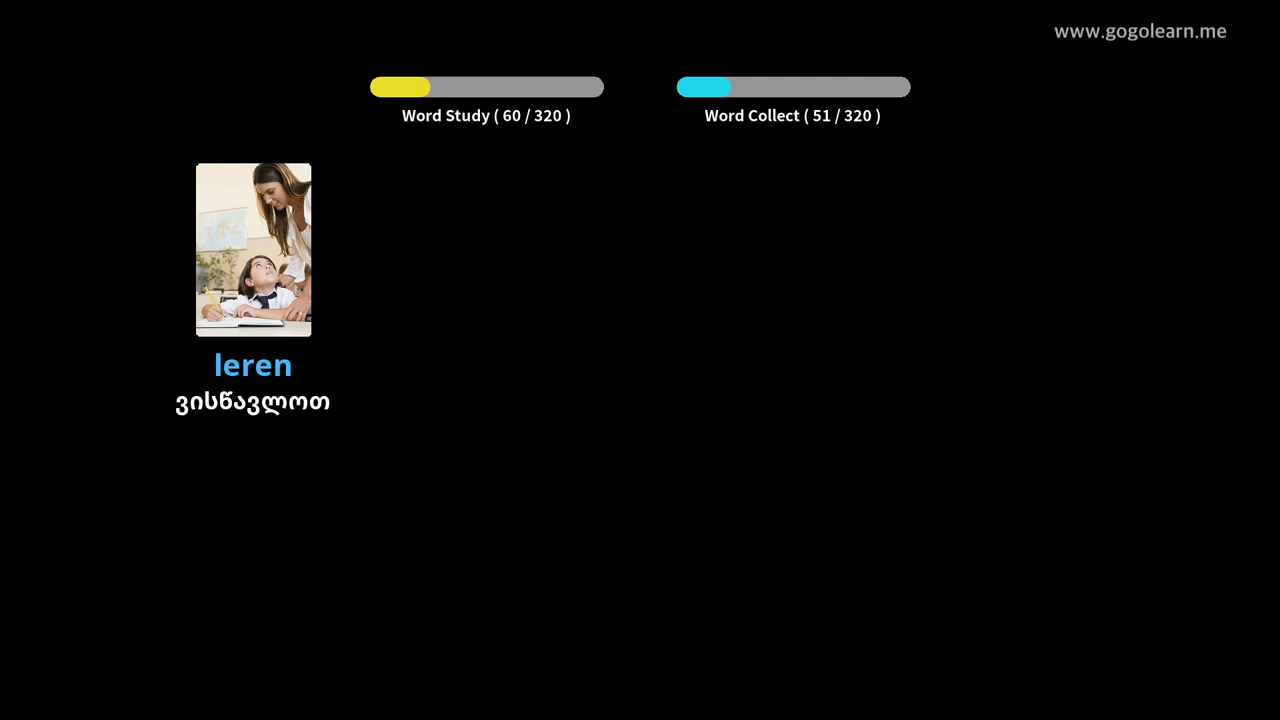 www.gogolearn.me
Word Study ( 60 / 320 )
Word Collect ( 51 / 320 )
leren
ვისწავლოთ